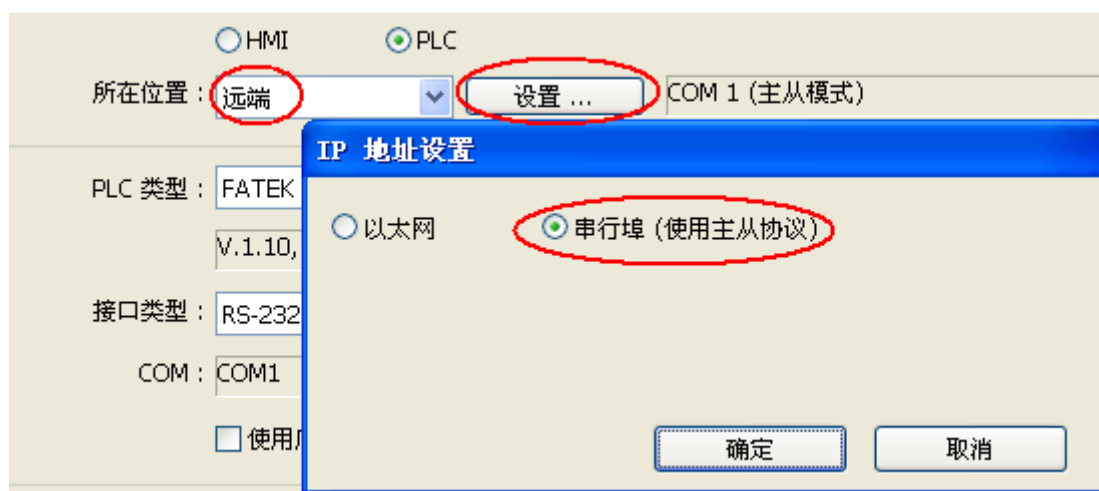 HMI PLC
所在位置： 远端 设置 ... COM 1 (主从模式)
IP 地址设置
PLC 类型： FATEK
以太网 串行埠 (使用主从协议)
V.1.10,
接口类型： RS-232
COM： COM1
使用
确定 取消